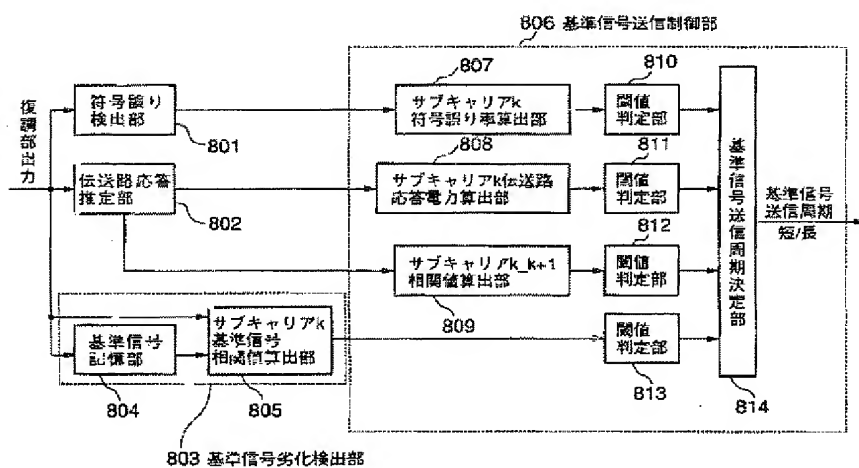 806 基準信号送信制御部
復調部出力
符号誤り
検出部
801
807
サブキャリアk
符号誤り率算出部
810
閾値
判定部
伝送路応答
推定部
802
808
サブキャリアk伝送路
応答電力算出部
811
閾値
判定部
サブキャリアk_k+1
相関値算出部
809
812
閾値
判定部
基準信号
記憶部
804
サブキャリアk
基準信号
相関値算出部
805
閾値
判定部
813
基準信号送信周期決定部
814
基準信号
送信周期
短/長
803 基準信号劣化検出部